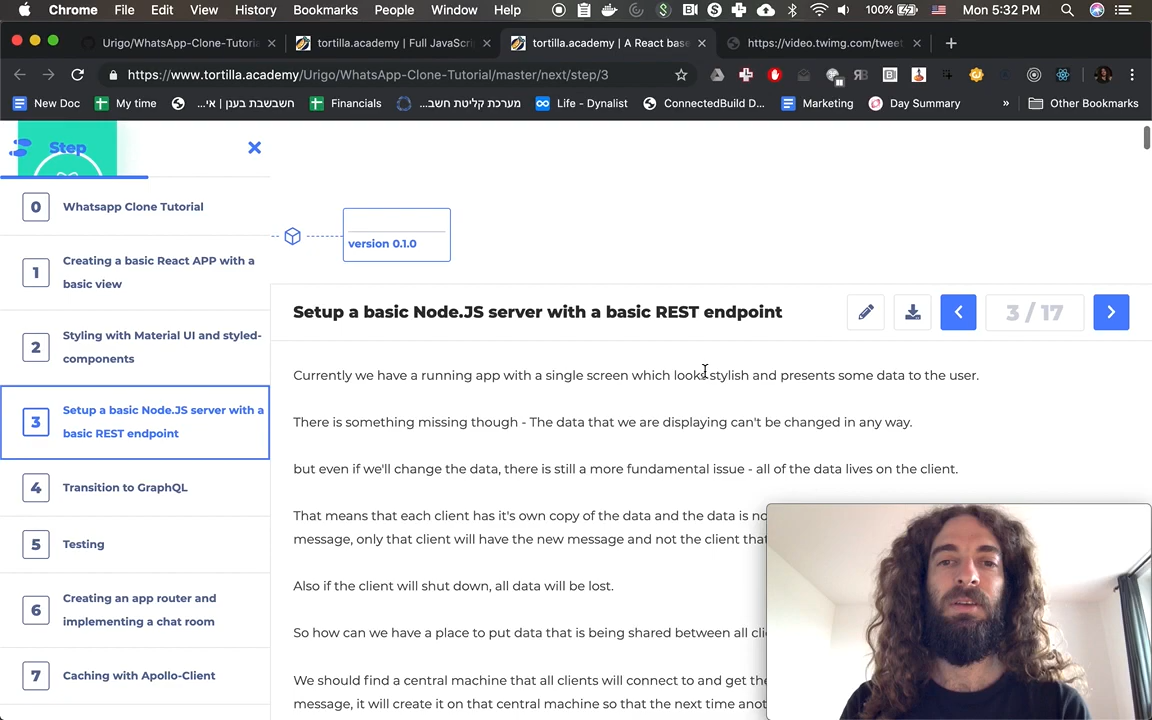 Chrome File Edit View History Bookmarks People Window Help 100% Mon 5:32 PM
Urigo/WhatsApp-Clone-Tutoria tortilla.academy | Full JavaScri tortilla.academy | A React base https://video.twimg.com/tweet
https://www.tortilla.academy/Urigo/WhatsApp-Clone-Tutorial/master/next/step/3
New Doc My time חשבשבת בענן | אי... Financials מערכת קליטת חשב... Life - Dynalist ConnectedBuild D... Marketing Day Summary » Other Bookmarks
Step
0 Whatsapp Clone Tutorial
1 Creating a basic React APP with a
basic view
2 Styling with Material UI and styled-
components
3 Setup a basic Node.JS server with a
basic REST endpoint
4 Transition to GraphQL
5 Testing
6 Creating an app router and
implementing a chat room
7 Caching with Apollo-Client
version 0.1.0
Setup a basic Node.JS server with a basic REST endpoint
3 / 17
Currently we have a running app with a single screen which looks stylish and presents some data to the user.
There is something missing though - The data that we are displaying can't be changed in any way.
but even if we'll change the data, there is still a more fundamental issue - all of the data lives on the client.
That means that each client has it's own copy of the data and the data is no
message, only that client will have the new message and not the client that
Also if the client will shut down, all data will be lost.
So how can we have a place to put data that is being shared between all cli
We should find a central machine that all clients will connect to and get the
message, it will create it on that central machine so that the next time anot